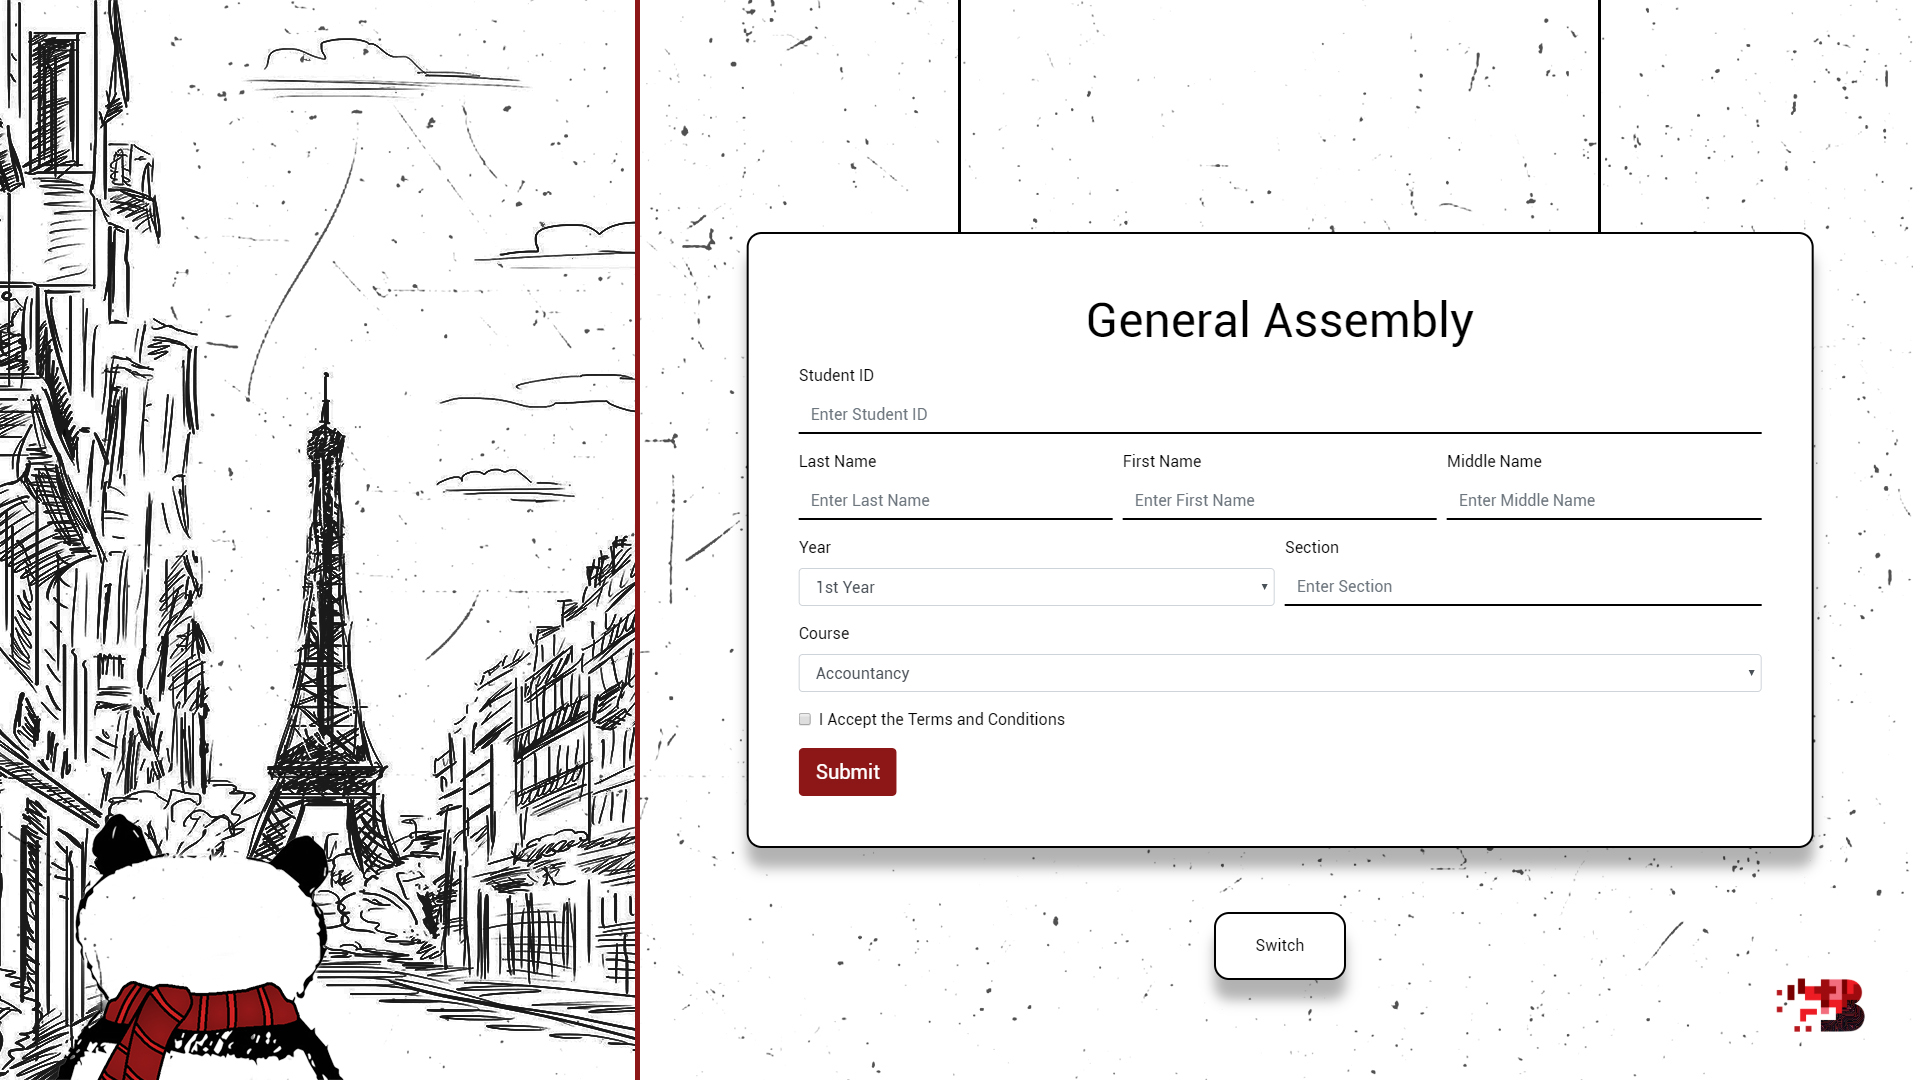 General Assembly
Student ID
Enter Student ID
Last Name First Name Middle Name
Enter Last Name Enter First Name Enter Middle Name
Year Section
1st Year Enter Section
Course
Accountancy
I Accept the Terms and Conditions
Submit
Switch
B